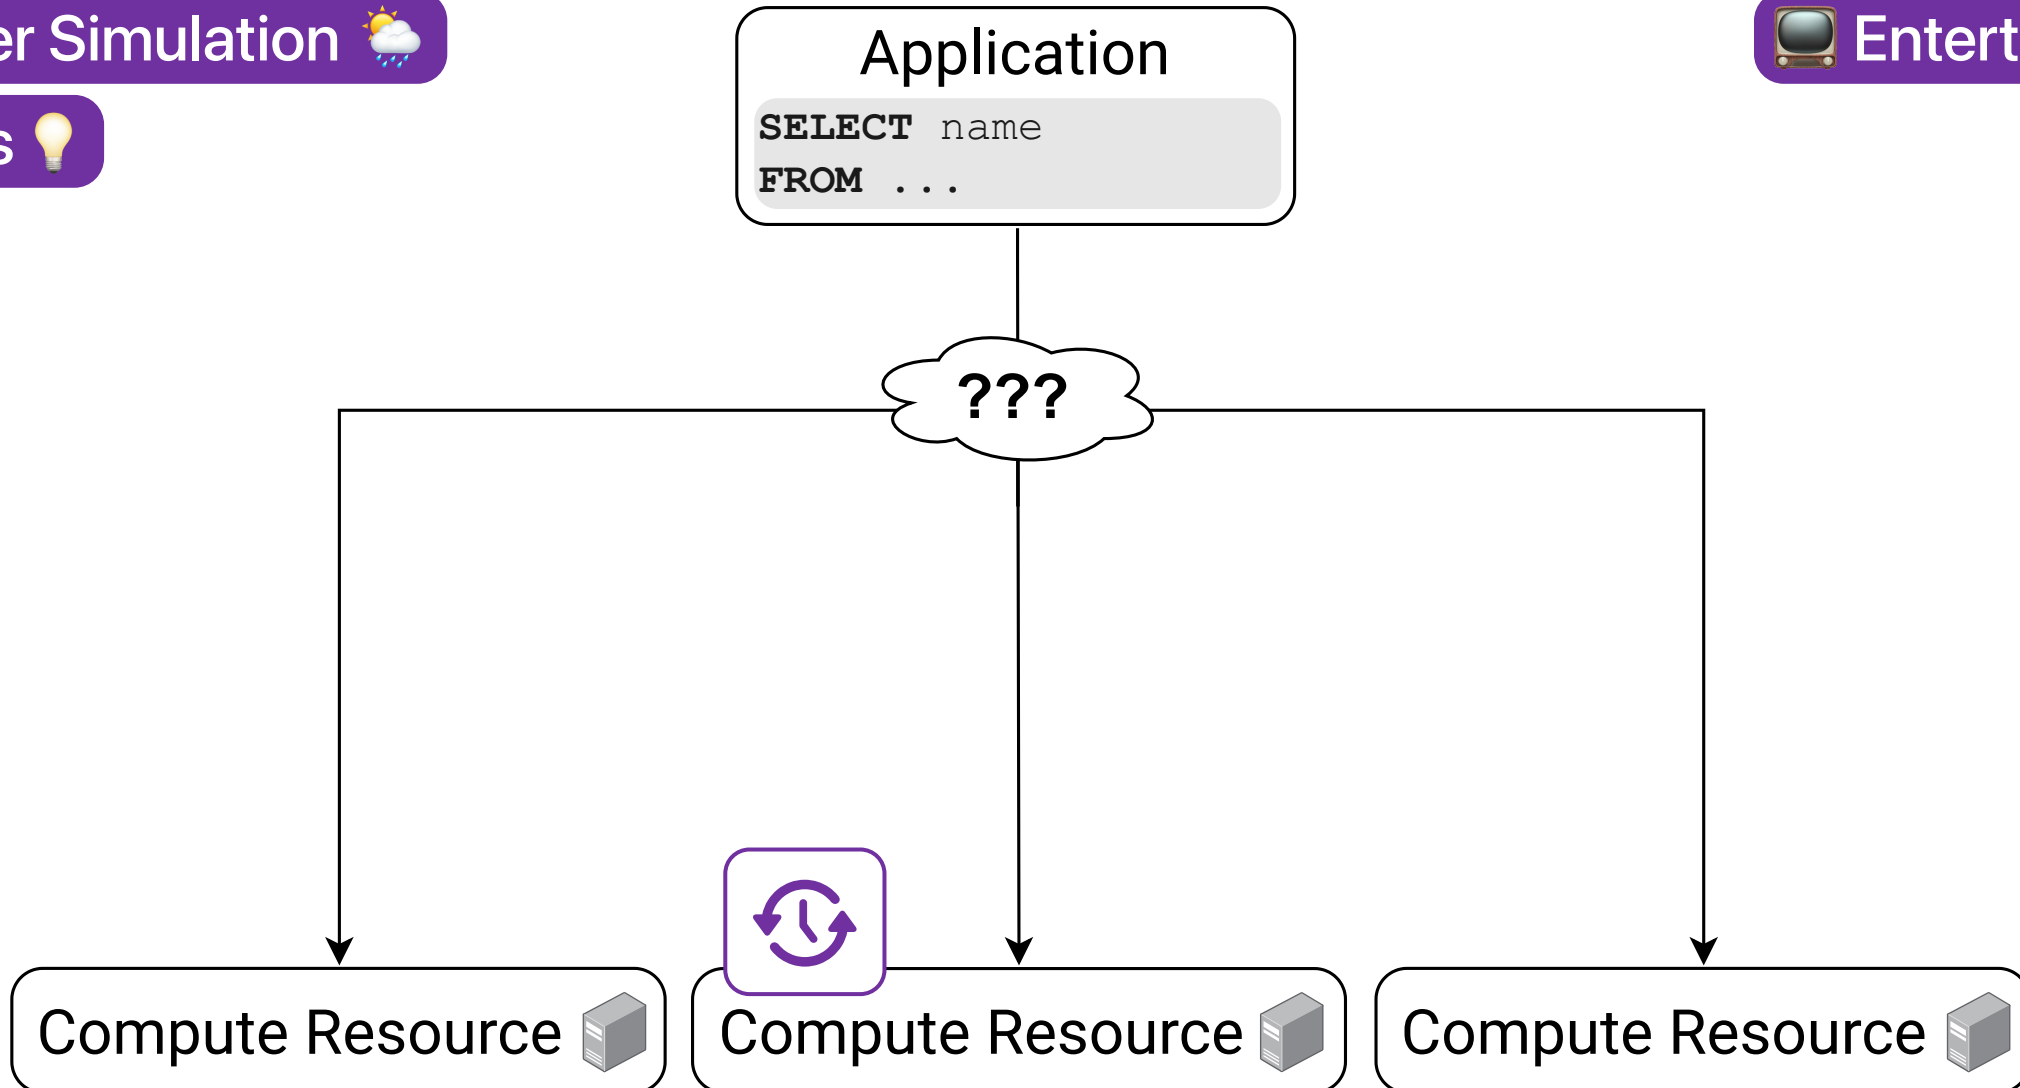 er Simulation
s
Application
SELECT name
FROM ...
Entert
???
Compute Resource
Compute Resource
Compute Resource